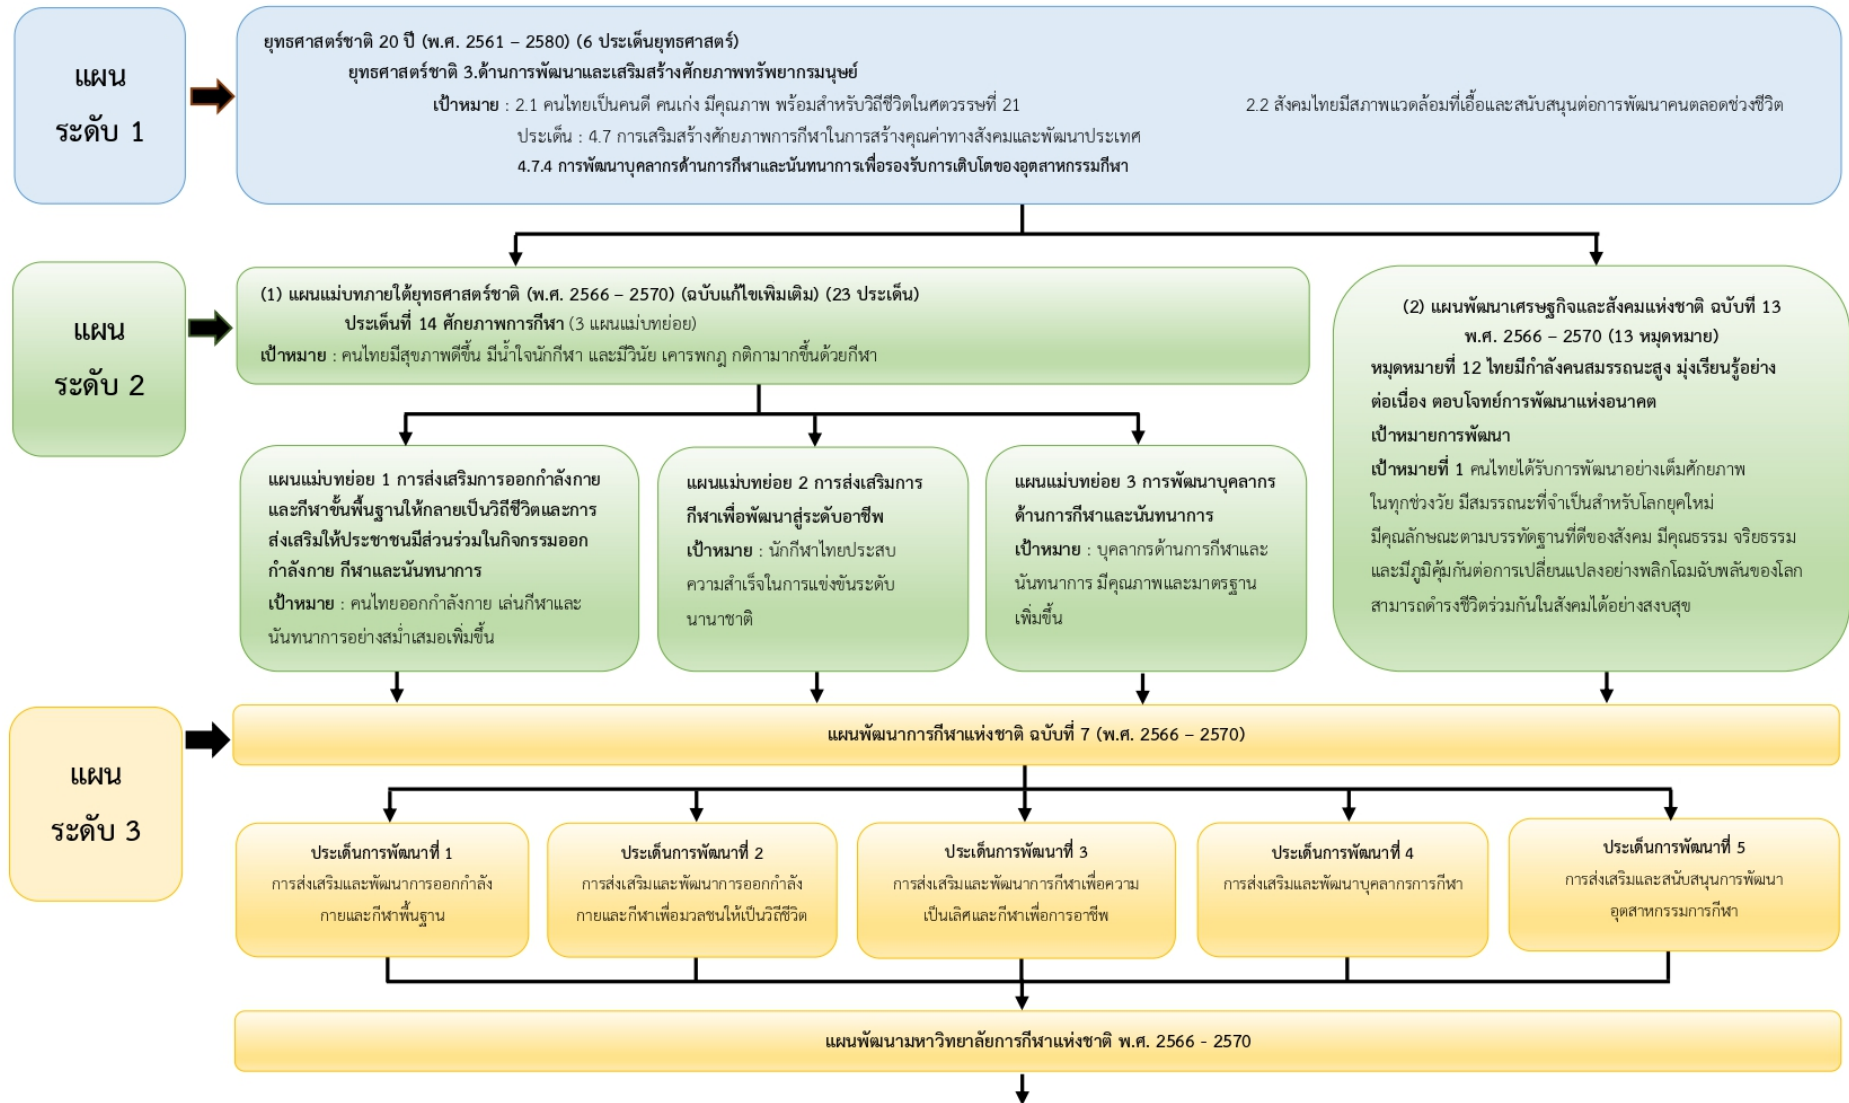 แผน
ระดับ 1
ยุทธศาสตร์ชาติ 20 ปี (พ.ศ. 2561 – 2580) (6 ประเด็นยุทธศาสตร์)
ยุทธศาสตร์ชาติ 3.ด้านการพัฒนาและเสริมสร้างศักยภาพทรัพยากรมนุษย์
เป้าหมาย : 2.1 คนไทยเป็นคนดี คนเก่ง มีคุณภาพ พร้อมสำหรับวิถีชีวิตในศตวรรษที่ 21 2.2 สังคมไทยมีสภาพแวดล้อมที่เอื้อและสนับสนุนต่อการพัฒนาคนตลอดช่วงชีวิต
ประเด็น : 4.7 การเสริมสร้างศักยภาพการกีฬาในการสร้างคุณค่าทางสังคมและพัฒนาประเทศ
4.7.4 การพัฒนาบุคลากรด้านการกีฬาและนันทนาการเพื่อรองรับการเติบโตของอุตสาหกรรมกีฬา
แผน
ระดับ 2
(1) แผนแม่บทภายใต้ยุทธศาสตร์ชาติ (พ.ศ. 2566 – 2570) (ฉบับแก้ไขเพิ่มเติม) (23 ประเด็น)
ประเด็นที่ 14 ศักยภาพการกีฬา (3 แผนแม่บทย่อย)
เป้าหมาย : คนไทยมีสุขภาพดีขึ้น มีน้ำใจนักกีฬา และมีวินัย เคารพกฎ กติกามากขึ้นด้วยกีฬา
(2) แผนพัฒนาเศรษฐกิจและสังคมแห่งชาติ ฉบับที่ 13
พ.ศ. 2566 – 2570 (13 หมุดหมาย)
หมุดหมายที่ 12 ไทยมีกำลังคนสมรรถนะสูง มุ่งเรียนรู้อย่าง
ต่อเนื่อง ตอบโจทย์การพัฒนาแห่งอนาคต
เป้าหมายการพัฒนา
เป้าหมายที่ 1 คนไทยได้รับการพัฒนาอย่างเต็มศักยภาพ
ในทุกช่วงวัย มีสมรรถนะที่จำเป็นสำหรับโลกยุคใหม่
มีคุณลักษณะตามบรรทัดฐานที่ดีของสังคม มีคุณธรรม จริยธรรม
และมีภูมิคุ้มกันต่อการเปลี่ยนแปลงอย่างพลิกโฉมฉับพลันของโลก
สามารถดำรงชีวิตร่วมกันในสังคมได้อย่างสงบสุข
แผนแม่บทย่อย 1 การส่งเสริมการออกกำลังกาย
และกีฬาขั้นพื้นฐานให้กลายเป็นวิถีชีวิตและการ
ส่งเสริมให้ประชาชนมีส่วนร่วมในกิจกรรมออก
กำลังกาย กีฬาและนันทนาการ
เป้าหมาย : คนไทยออกกำลังกาย เล่นกีฬาและ
นันทนาการอย่างสม่ำเสมอเพิ่มขึ้น
แผนแม่บทย่อย 2 การส่งเสริมการ
กีฬาเพื่อพัฒนาสู่ระดับอาชีพ
เป้าหมาย : นักกีฬาไทยประสบ
ความสำเร็จในการแข่งขันระดับ
นานาชาติ
แผนแม่บทย่อย 3 การพัฒนาบุคลากร
ด้านการกีฬาและนันทนาการ
เป้าหมาย : บุคลากรด้านการกีฬาและ
นันทนาการ มีคุณภาพและมาตรฐาน
เพิ่มขึ้น
แผน
ระดับ 3
แผนพัฒนาการกีฬาแห่งชาติ ฉบับที่ 7 (พ.ศ. 2566 – 2570)
ประเด็นการพัฒนาที่ 1
การส่งเสริมและพัฒนาการออกกำลัง
กายและกีฬาพื้นฐาน
ประเด็นการพัฒนาที่ 2
การส่งเสริมและพัฒนาการออกกำลัง
กายและกีฬาเพื่อมวลชนให้เป็นวิถีชีวิต
ประเด็นการพัฒนาที่ 3
การส่งเสริมและพัฒนาการกีฬาเพื่อความ
เป็นเลิศและกีฬาเพื่อการอาชีพ
ประเด็นการพัฒนาที่ 4
การส่งเสริมและพัฒนาบุคลากรการกีฬา
ประเด็นการพัฒนาที่ 5
การส่งเสริมและสนับสนุนการพัฒนา
อุตสาหกรรมการกีฬา
แผนพัฒนามหาวิทยาลัยการกีฬาแห่งชาติ พ.ศ. 2566 - 2570